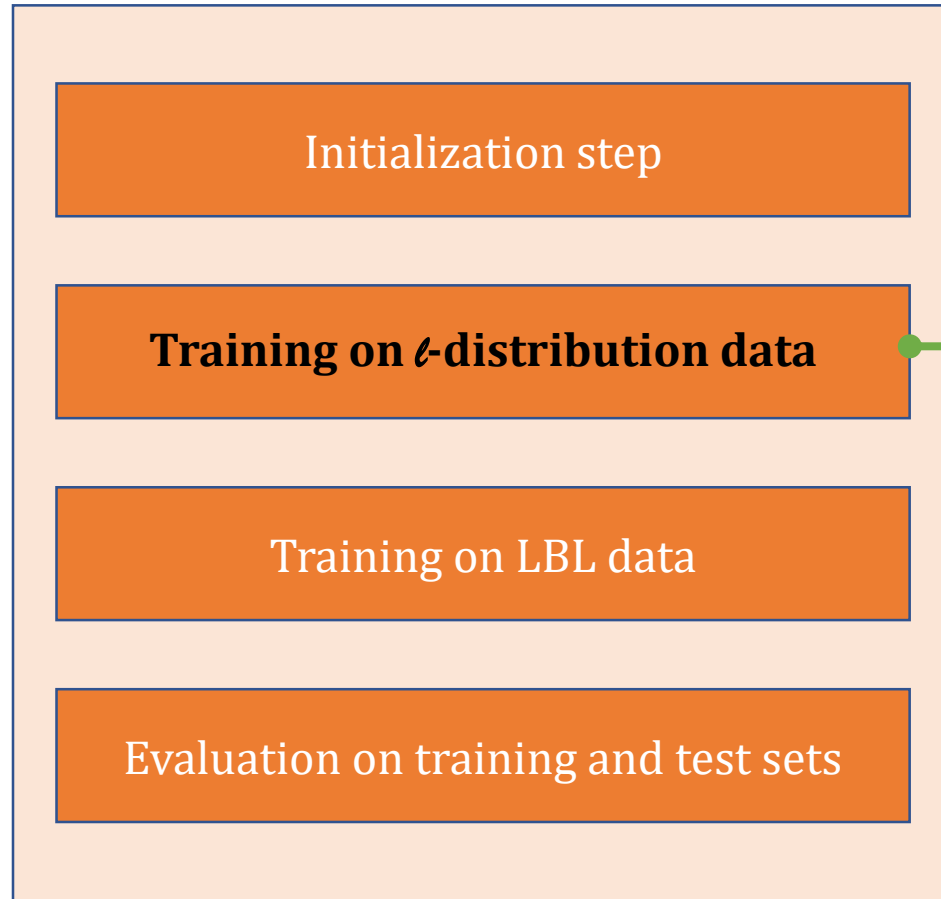 Initialization step
Training on ℓ-distribution data
Training on LBL data
Evaluation on training and test sets